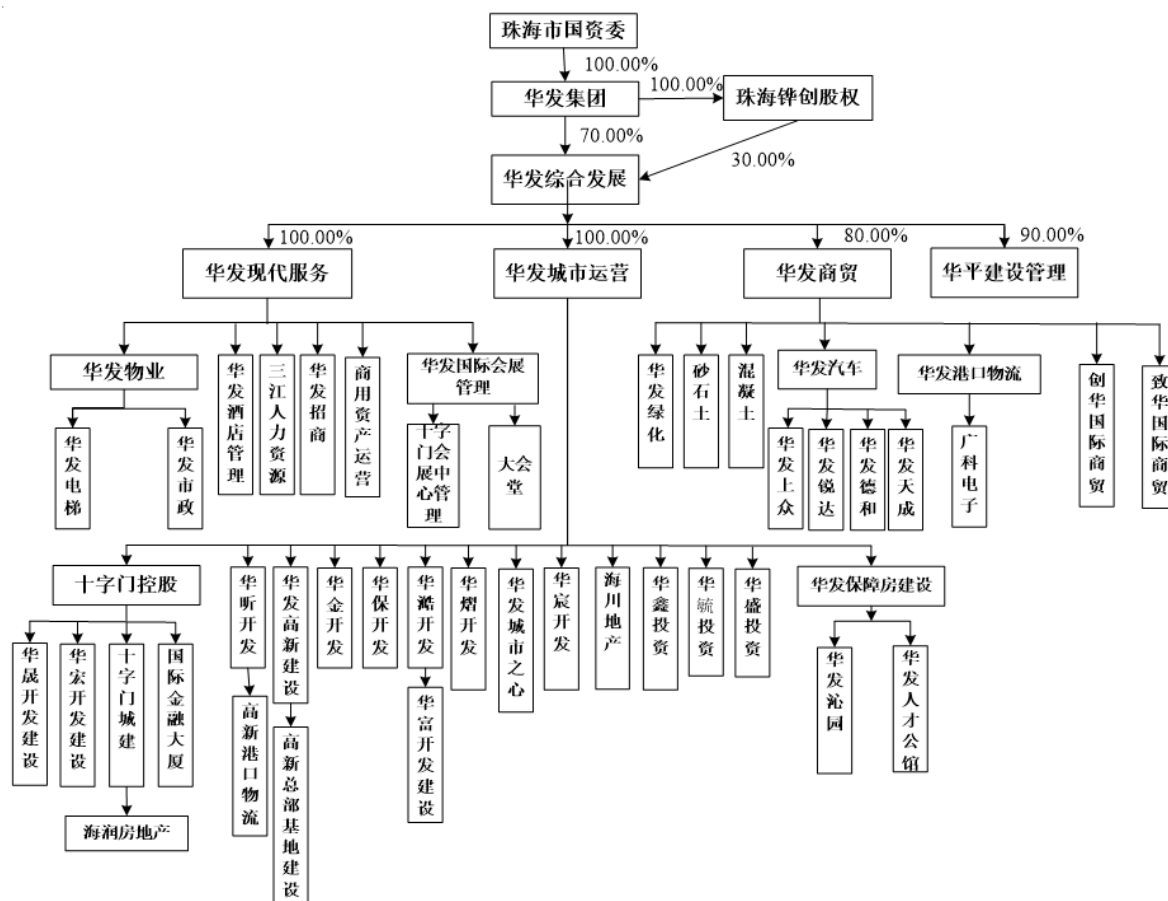 珠海市国资委
100.00%
华发集团
100.00%
珠海铧创股权
70.00%
30.00%
华发综合发展
100.00%
100.00%
80.00%
90.00%
华发现代服务
华发城市运营
华发商贸
华平建设管理
华发物业
华发酒店管理
三江人力资源
华发招商
商用资产运营
华发国际会展
管理
华发绿化
砂石土
混凝土
华发汽车
华发港口物流
创华国际商贸
致华国际商贸
华发电梯
华发市政
十字门会展中心管理
大会堂
华发上众
华发锐达
华发德和
华发天成
广科电子
十字门控股
华昕开发
华发高新建设
华金开发
华保开发
华澔开发
华熠开发
华发城市之心
华宸开发
海川地产
华鑫投资
华毓投资
华盛投资
华发保障房建设
华晟开发建设
华宏开发建设
十字门城建
国际金融大厦
高新港口物流
高新总部基地建设
华富开发建设
华发沁园
华发人才公馆
海润房地产